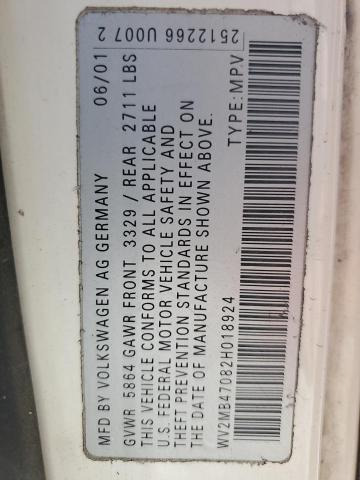 MFD BY VOLKSWAGEN AG GERMANY 06/01 2512266 U007 2
GVWR 5864 GAWR FRONT 3329 / REAR 2711 LBS
THIS VEHICLE CONFORMS TO ALL APPLICABLE
U.S. FEDERAL MOTOR VEHICLE SAFETY AND
THEFT PREVENTION STANDARDS IN EFFECT ON
THE DATE OF MANUFACTURE SHOWN ABOVE.
WV2MB47082H018924 TYPE: MPV